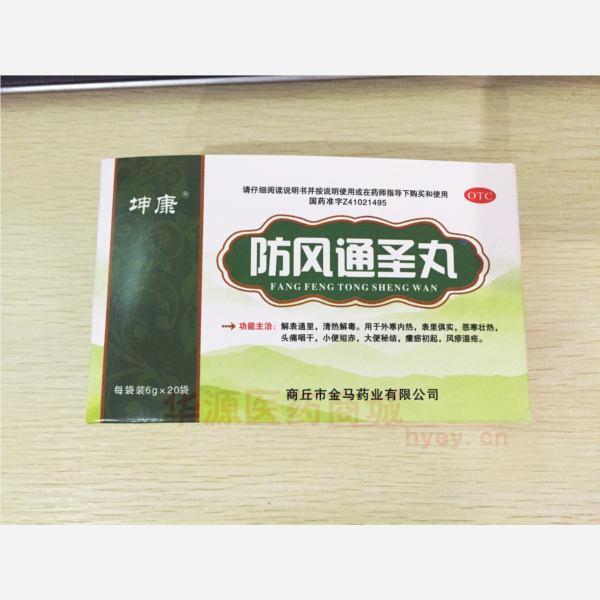 坤康®
请仔细阅读说明书并按说明使用或在药师指导下购买和使用
国药准字Z41021495
OTC
防风通圣丸
FANG FENG TONG SHENG WAN
功能主治：解表通里，清热解毒。用于外寒内热，表里俱实，恶寒壮热，
头痛咽干，小便短赤，大便秘结，瘰疬初起，风疹湿疮。
每袋装6g×20袋
商丘市金马药业有限公司
华源医药商城
hyey.cn